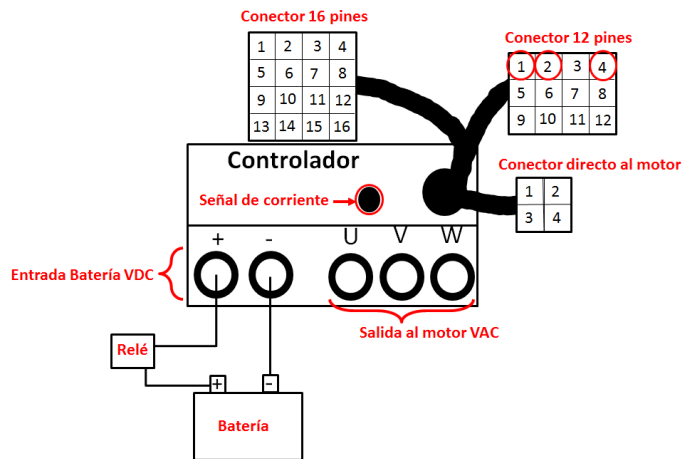 Conector 16 pines
1 2 3 4
5 6 7 8
9 10 11 12
13 14 15 16
Conector 12 pines
1 2 3 4
5 6 7 8
9 10 11 12
Controlador
Conector directo al motor
1 2
3 4
Señal de corriente
+ - U V W
Entrada Batería VDC
Salida al motor VAC
Relé
+ -
Batería